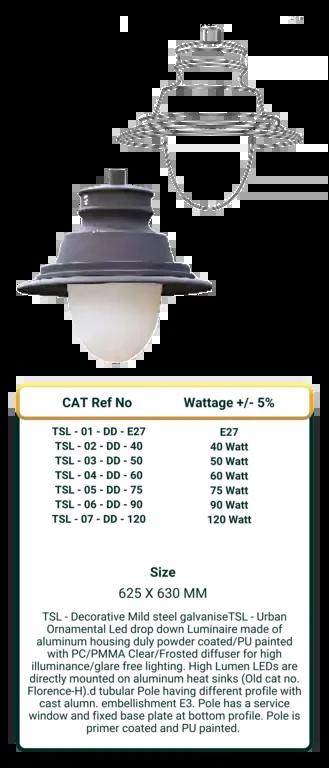 CAT Ref No Wattage +/- 5%
TSL - 01 - DD - E27 E27
TSL - 02 - DD - 40 40 Watt
TSL - 03 - DD - 50 50 Watt
TSL - 04 - DD - 60 60 Watt
TSL - 05 - DD - 75 75 Watt
TSL - 06 - DD - 90 90 Watt
TSL - 07 - DD - 120 120 Watt
Size
625 X 630 MM
TSL - Decorative Mild steel galvaniseTSL - Urban
Ornamental Led drop down Luminaire made of
aluminum housing duly powder coated/PU painted
with PC/PMMA Clear/Frosted diffuser for high
illuminance/glare free lighting. High Lumen LEDs are
directly mounted on aluminum heat sinks (Old cat no.
Florence-H).d tubular Pole having different profile with
cast alumn. embellishment E3. Pole has a service
window and fixed base plate at bottom profile. Pole is
primer coated and PU painted.